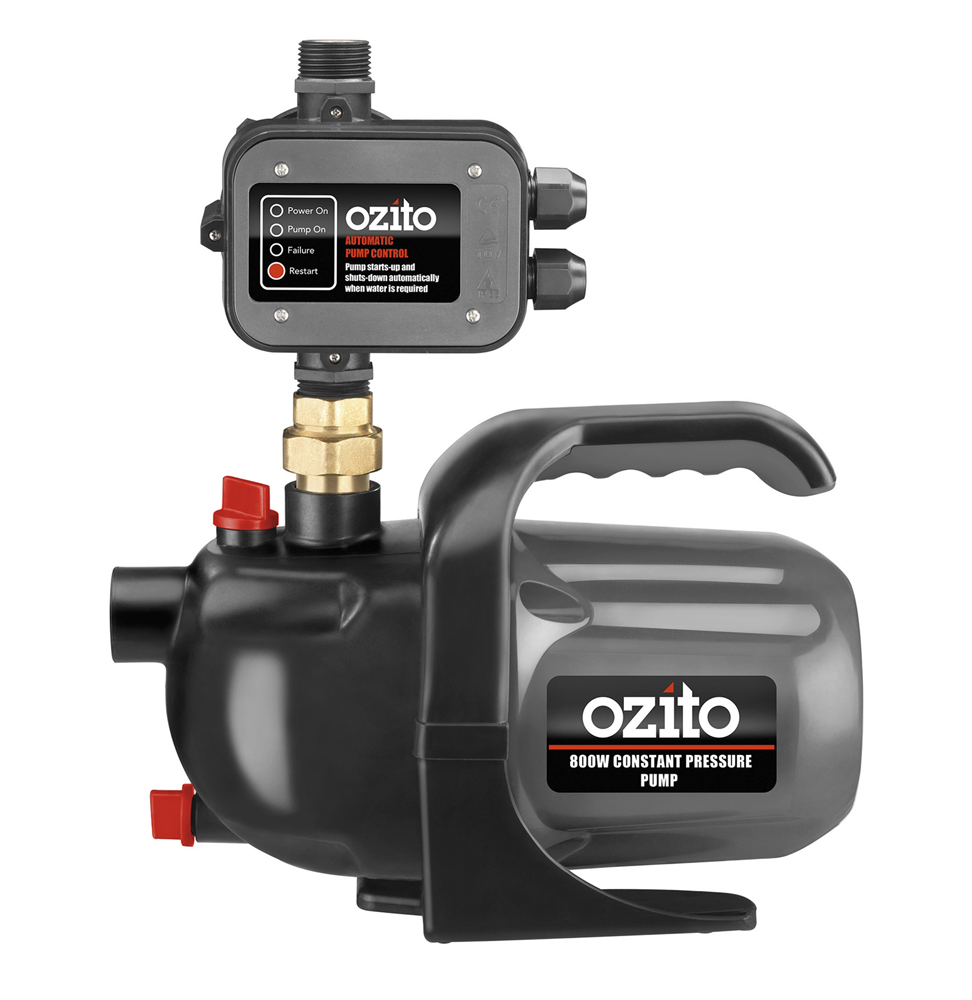 Power On
Pump On
Failure
Restart
ozito
AUTOMATIC
PUMP CONTROL
Pump starts-up and
shuts-down automatically
when water is required
ozito
800W CONSTANT PRESSURE
PUMP